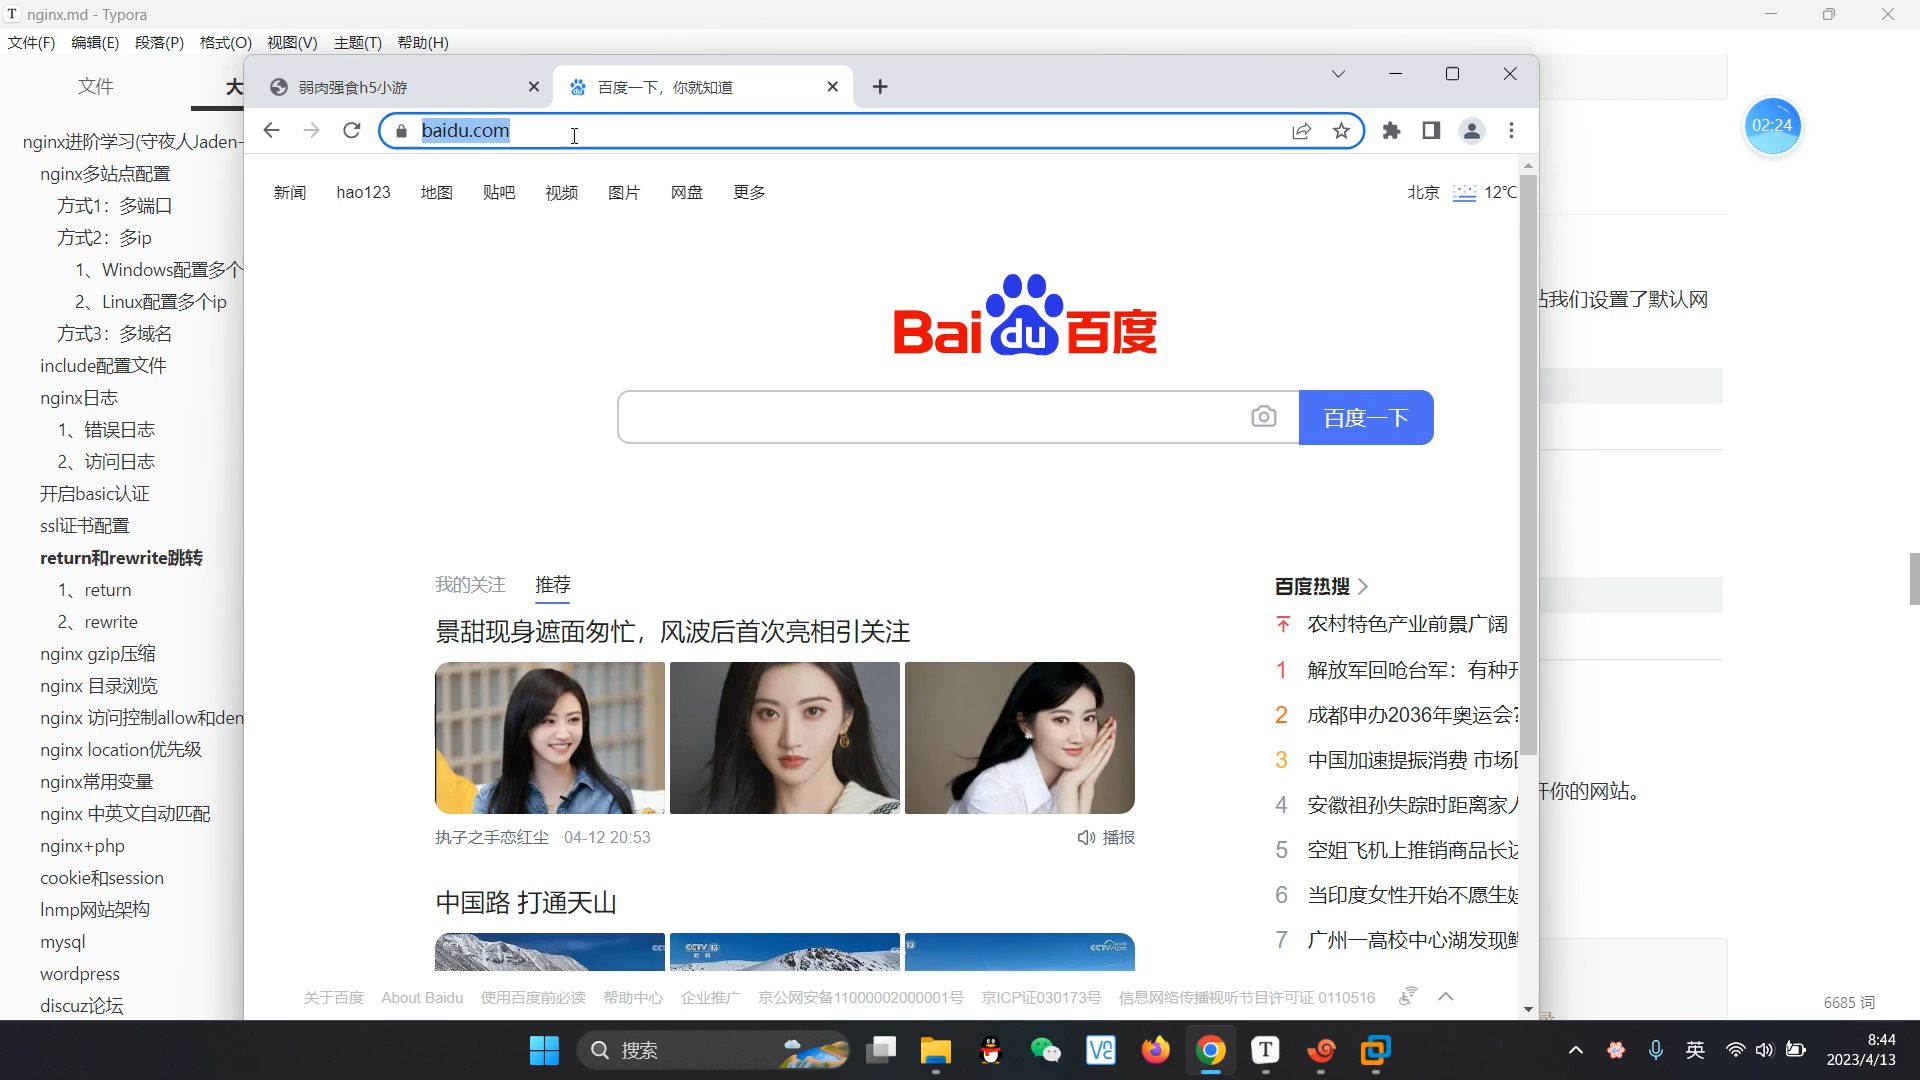 T nginx.md - Typora
文件(F) 编辑(E) 段落(P) 格式(O) 视图(V) 主题(T) 帮助(H)
文件
大
nginx进阶学习(守夜人Jaden-
nginx多站点配置
方式1：多端口
方式2：多ip
1、Windows配置多个
2、Linux配置多个ip
方式3：多域名
include配置文件
nginx日志
1、错误日志
2、访问日志
开启basic认证
ssl证书配置
return和rewrite跳转
1、return
2、rewrite
nginx gzip压缩
nginx 目录浏览
nginx 访问控制allow和den
nginx location优先级
nginx常用变量
nginx 中英文自动匹配
nginx+php
cookie和session
lnmp网站架构
mysql
wordpress
discuz论坛
弱肉强食h5小游
百度一下，你就知道
baidu.com
新闻 hao123 地图 贴吧 视频 图片 网盘 更多
北京 12℃
Bai du 百度
百度一下
我的关注 推荐
景甜现身遮面匆忙，风波后首次亮相引关注
执子之手恋红尘 04-12 20:53
播报
中国路 打通天山
CCTV 13
13
CCTV.com
百度热搜
农村特色产业前景广阔
1 解放军回呛台军：有种
2 成都申办2036年奥运会?
3 中国加速提振消费 市场
4 安徽祖孙失踪时距离家
5 空姐飞机上推销商品长
6 当印度女性开始不愿生
7 广州一高校中心湖发现
关于百度 About Baidu 使用百度前必读 帮助中心 企业推广 京公网安备11000002000001号 京ICP证030173号 信息网络传播视听节目许可证 0110516
02:24
我们设置了默认网
你的网站。
6685 词
搜索
英
8:44
2023/4/13